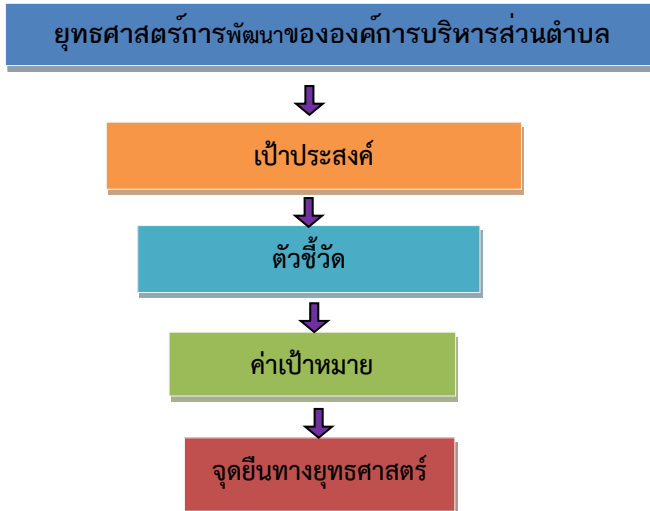 ยุทธศาสตร์การพัฒนาขององค์การบริหารส่วนตำบล
เป้าประสงค์
ตัวชี้วัด
ค่าเป้าหมาย
จุดยืนทางยุทธศาสตร์